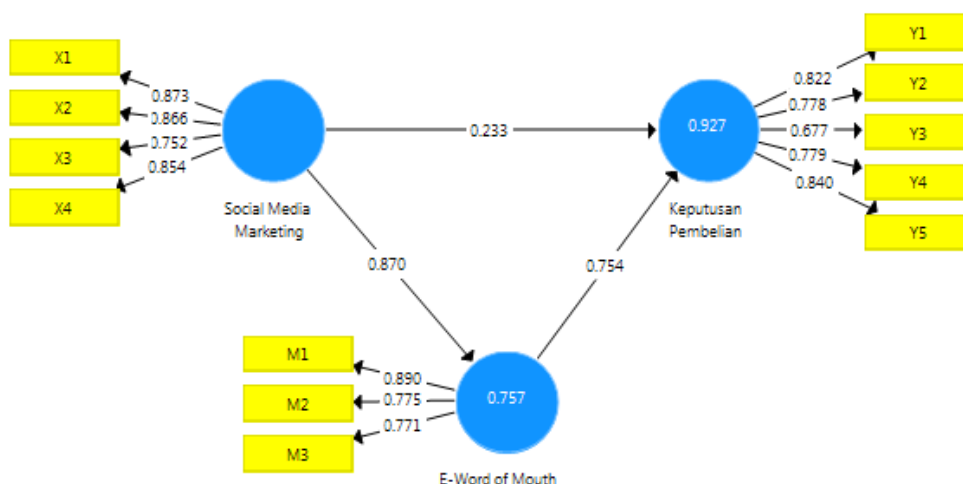 X1
X2
X3
X4
0.873
0.866
0.752
0.854
Social Media
Marketing
0.233
0.870
0.754
0.927
Keputusan
Pembelian
0.822
0.778
0.677
0.779
0.840
Y1
Y2
Y3
Y4
Y5
M1
M2
M3
0.890
0.775
0.771
0.757
E-Word of Mouth